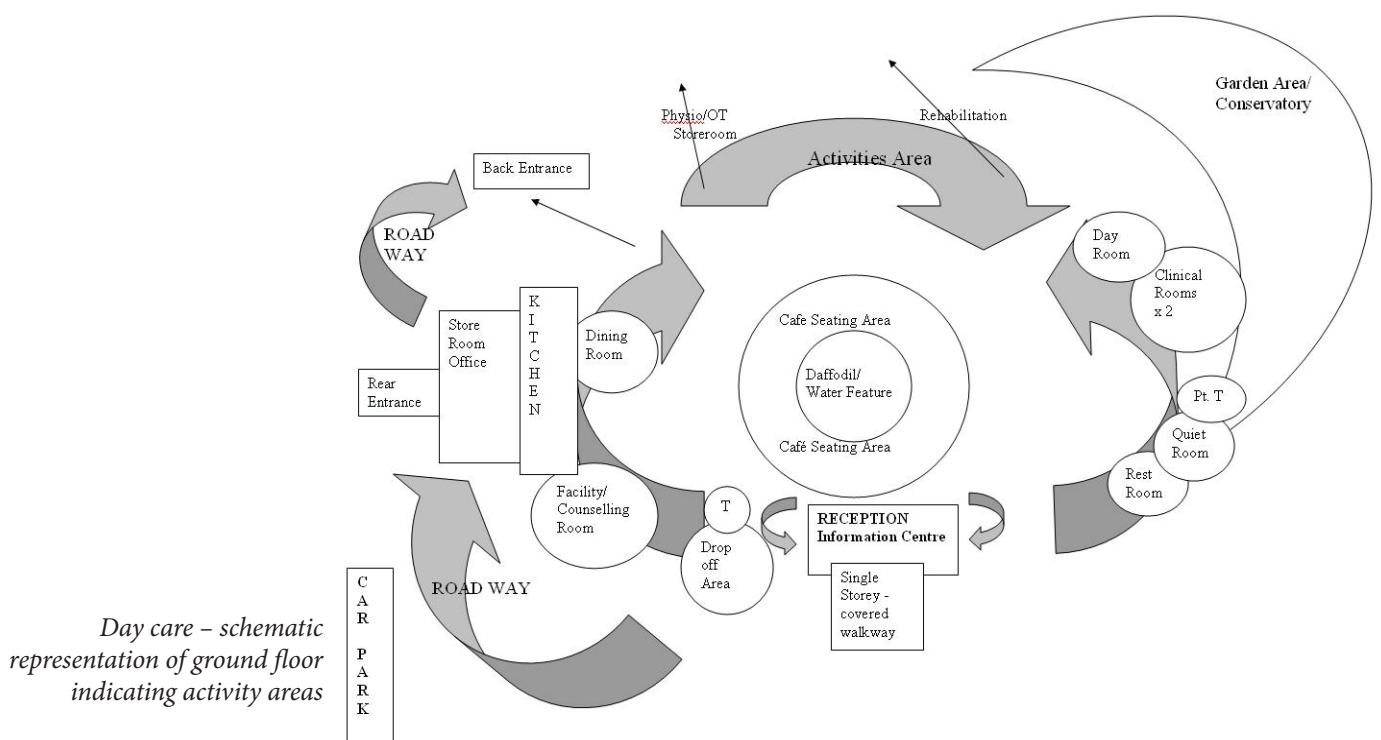 Garden Area/
Conservatory
Physio/OT
Storeroom
Rehabilitation
Activities Area
Back Entrance
ROAD
WAY
Day
Room
Clinical
Rooms
x 2
K
I
T
C
H
E
N
Store
Room
Office
Dining
Room
Cafe Seating Area
Daffodil/
Water Feature
Café Seating Area
Rear
Entrance
Pt. T
Quiet
Room
Rest
Room
Facility/
Counselling
Room
T
Drop
off
Area
RECEPTION
Information Centre
Single
Storey -
covered
walkway
ROAD WAY
C
A
R
P
A
R
K
Day care – schematic
representation of ground floor
indicating activity areas